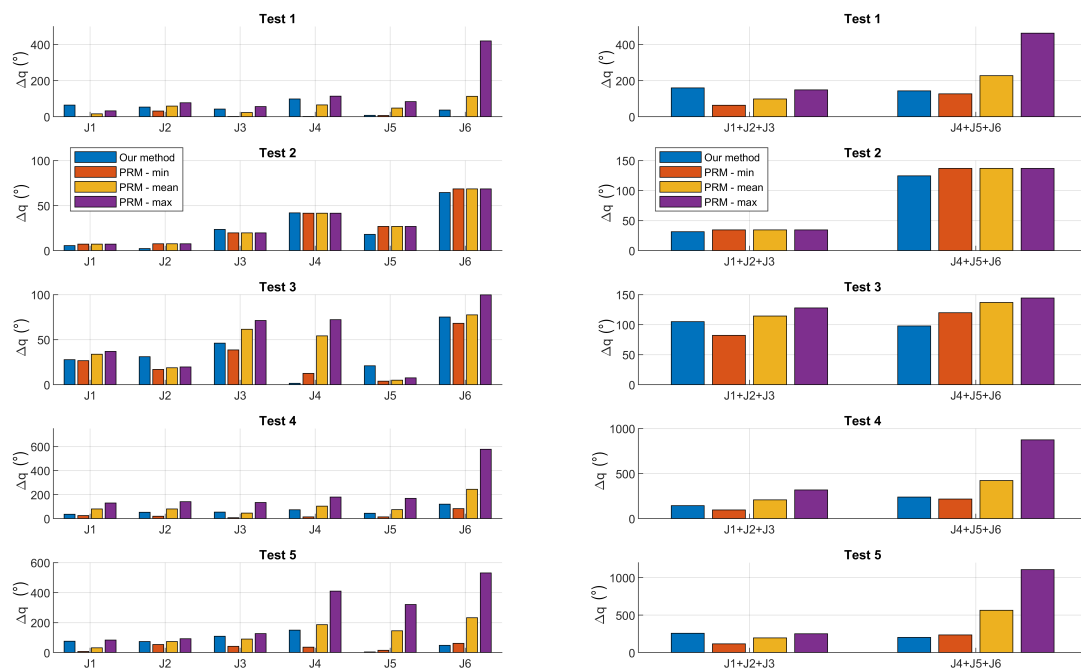 Test 1
Δq (°)
400
200
0
J1 J2 J3 J4 J5 J6
Test 2
Δq (°)
100
50
0
Our method
PRM - min
PRM - mean
PRM - max
J1 J2 J3 J4 J5 J6
Test 3
Δq (°)
100
50
0
J1 J2 J3 J4 J5 J6
Test 4
Δq (°)
600
400
200
0
J1 J2 J3 J4 J5 J6
Test 5
Δq (°)
600
400
200
0
J1 J2 J3 J4 J5 J6
Test 1
Δq (°)
400
200
0
J1+J2+J3 J4+J5+J6
Test 2
Δq (°)
150
100
50
0
Our method
PRM - min
PRM - mean
PRM - max
J1+J2+J3 J4+J5+J6
Test 3
Δq (°)
150
100
50
0
J1+J2+J3 J4+J5+J6
Test 4
Δq (°)
1000
500
0
J1+J2+J3 J4+J5+J6
Test 5
Δq (°)
1000
500
0
J1+J2+J3 J4+J5+J6